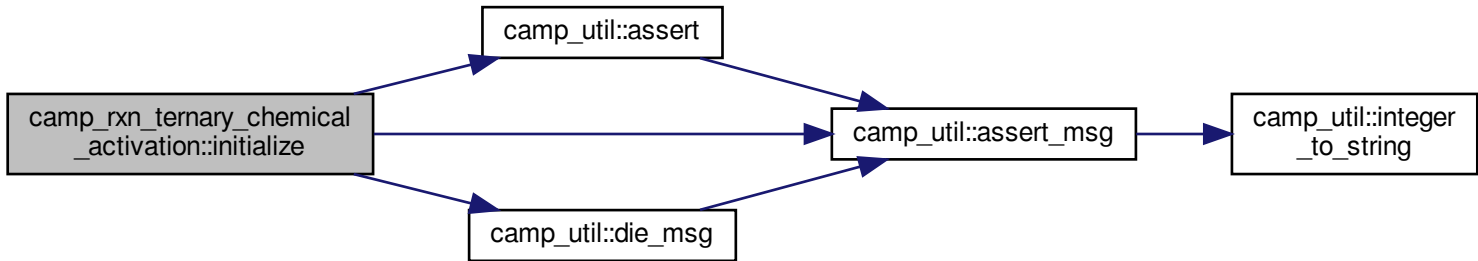 camp_rxn_ternary_chemical
_activation::initialize
camp_util::assert
camp_util::assert_msg
camp_util::die_msg
camp_util::integer
_to_string